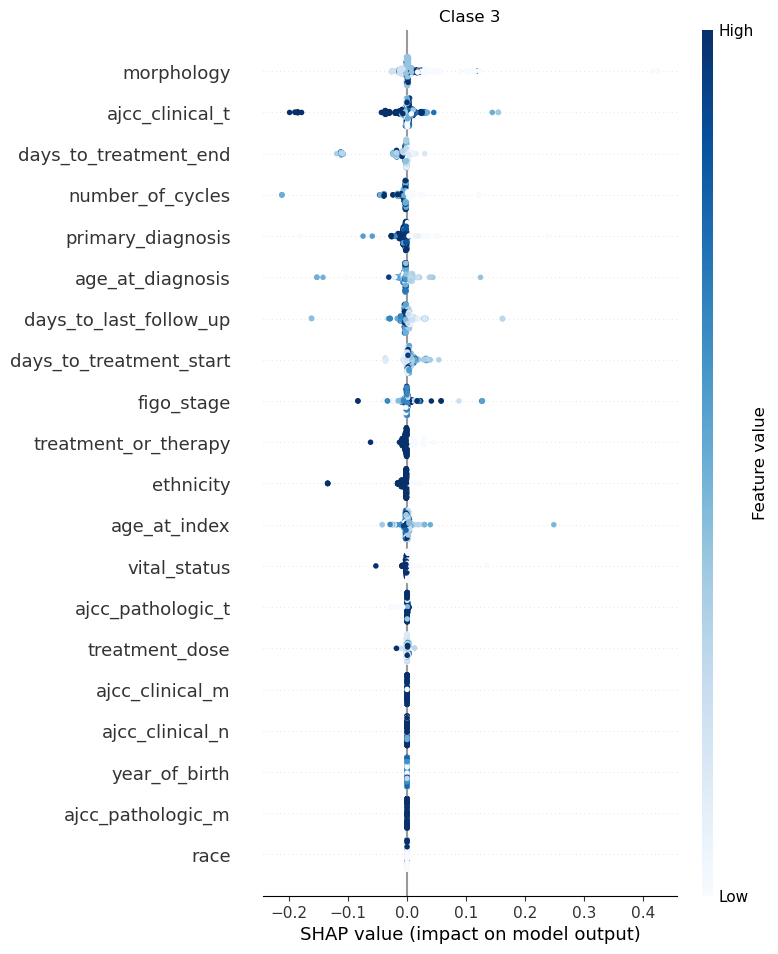 Clase 3
High
morphology
ajcc_clinical_t
days_to_treatment_end
number_of_cycles
primary_diagnosis
age_at_diagnosis
days_to_last_follow_up
days_to_treatment_start
figo_stage
treatment_or_therapy
ethnicity
age_at_index
vital_status
ajcc_pathologic_t
treatment_dose
ajcc_clinical_m
ajcc_clinical_n
year_of_birth
ajcc_pathologic_m
race
Feature value
Low
−0.2 −0.1 0.0 0.1 0.2 0.3 0.4
SHAP value (impact on model output)